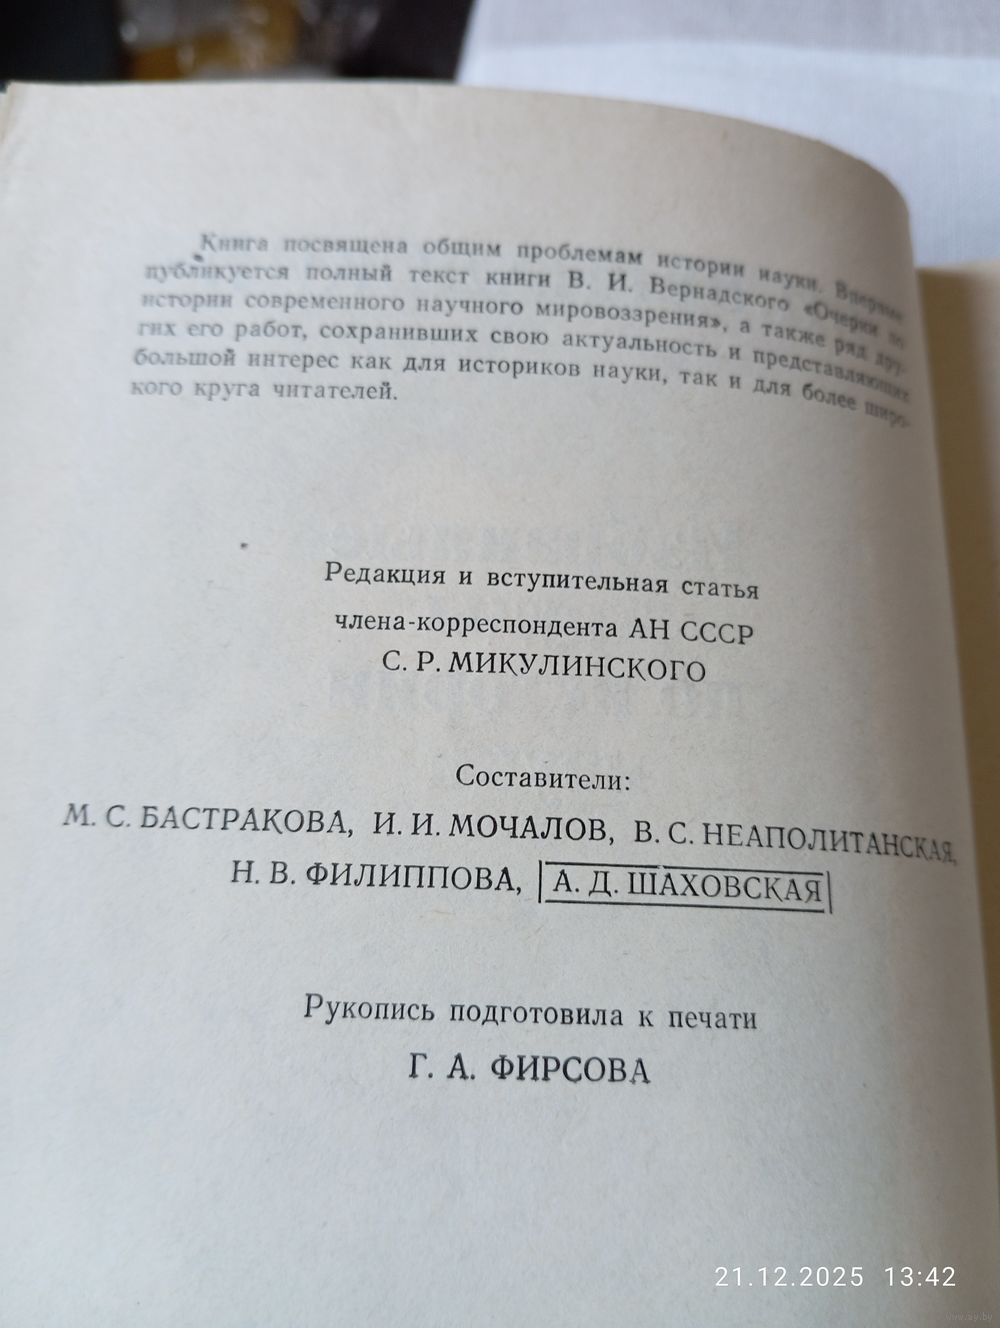 Книга посвящена общим проблемам истории науки. Впервые
публикуется полный текст книги В. И. Вернадского «Очерки по
истории современного научного мировоззрения», а также ряд дру-
гих его работ, сохранивших свою актуальность и представляющих
большой интерес как для историков науки, так и для более широ-
кого круга читателей.
Редакция и вступительная статья
члена-корреспондента АН СССР
С. Р. МИКУЛИНСКОГО
Составители:
М. С. БАСТРАКОВА, И. И. МОЧАЛОВ, В. С. НЕАПОЛИТАНСКАЯ,
Н. В. ФИЛИППОВА, А. Д. ШАХОВСКАЯ
Рукопись подготовила к печати
Г. А. ФИРСОВА
21.12.2025 13:42
www.ay.by